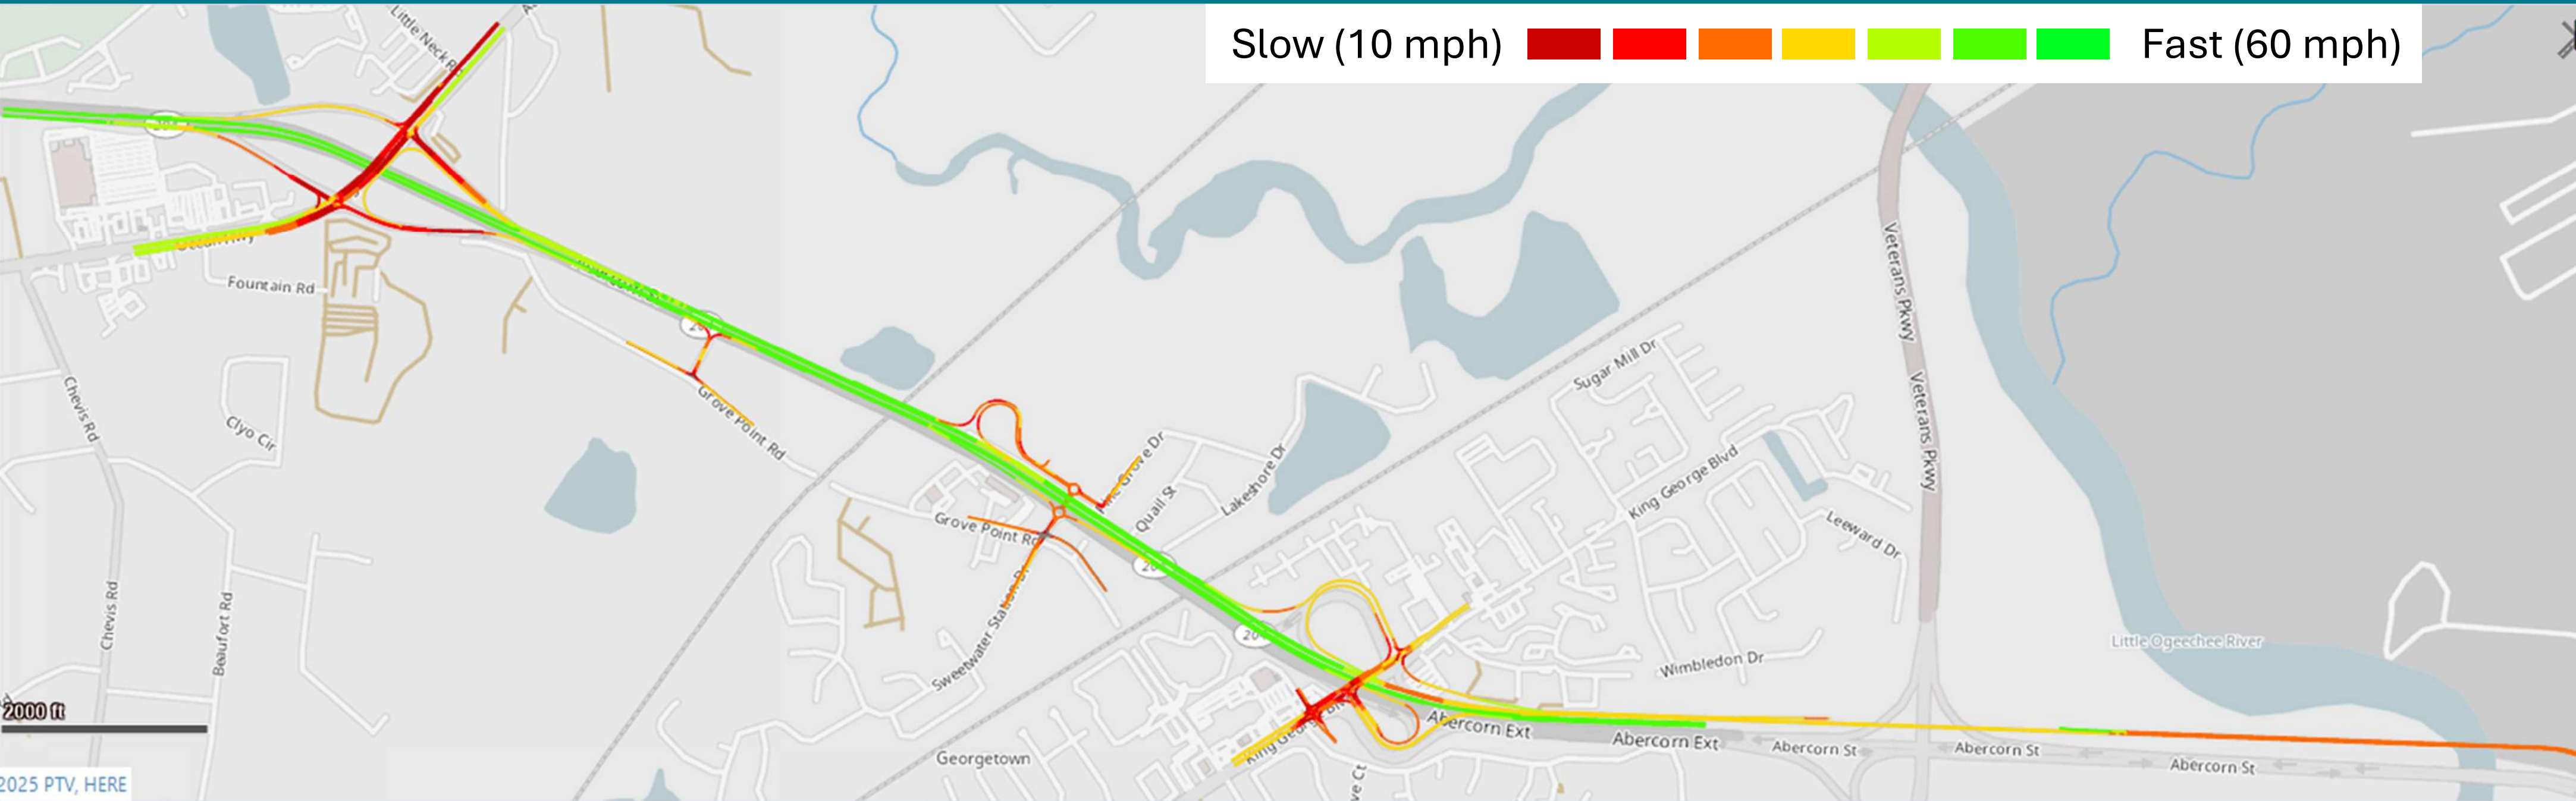 Slow (10 mph)
Fast (60 mph)
Little Neck Rd
Veterans Pkwy
Fountain Rd
Sugar Mill Dr
Chevis Rd
Veterans Pkwy
Grove Point Rd
Clyo Cir
Quail St
Lakeshore Dr
King George Blvd
Grove Point Rd
Leeward Dr
Chevis Rd
Beaufort Rd
Sweetwater Station Dr
Little Ogeechee River
Wimbledon Dr
2000 ft
Abercorn Ext
Abercorn Ext
Abercorn St
Abercorn St
Abercorn St
Georgetown
2025 PTV, HERE